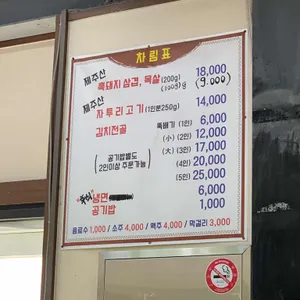 차림표
제주산
흑돼지 삼겹, 목살(200g) 18,000
(100g)g (9.000)
제주산
자투리고기(1인분250g) 14,000
김치전골 뚝배기 (1인) 6,000
(小) (2인) 12,000
(大) (3인) 17,000
(공기밥별도 2인이상 주문가능) (4인) 20,000
(5인) 25,000
냉면 6,000
공기밥 1,000
음료수 1,000 / 소주 4,000 / 맥주 4,000 / 막걸리 3,000